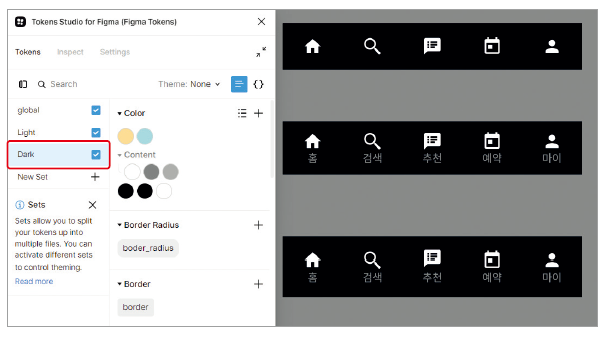 Tokens Studio for Figma (Figma Tokens)
Tokens Inspect Settings
Search Theme: None
global
Light
Dark
New Set
Sets
Sets allow you to split
your tokens up into
multiple files. You can
activate different sets
to control theming.
Read more
Color
Content
Border Radius
boder_radius
Border
border
홈 검색 추천 예약 마이
홈 검색 추천 예약 마이